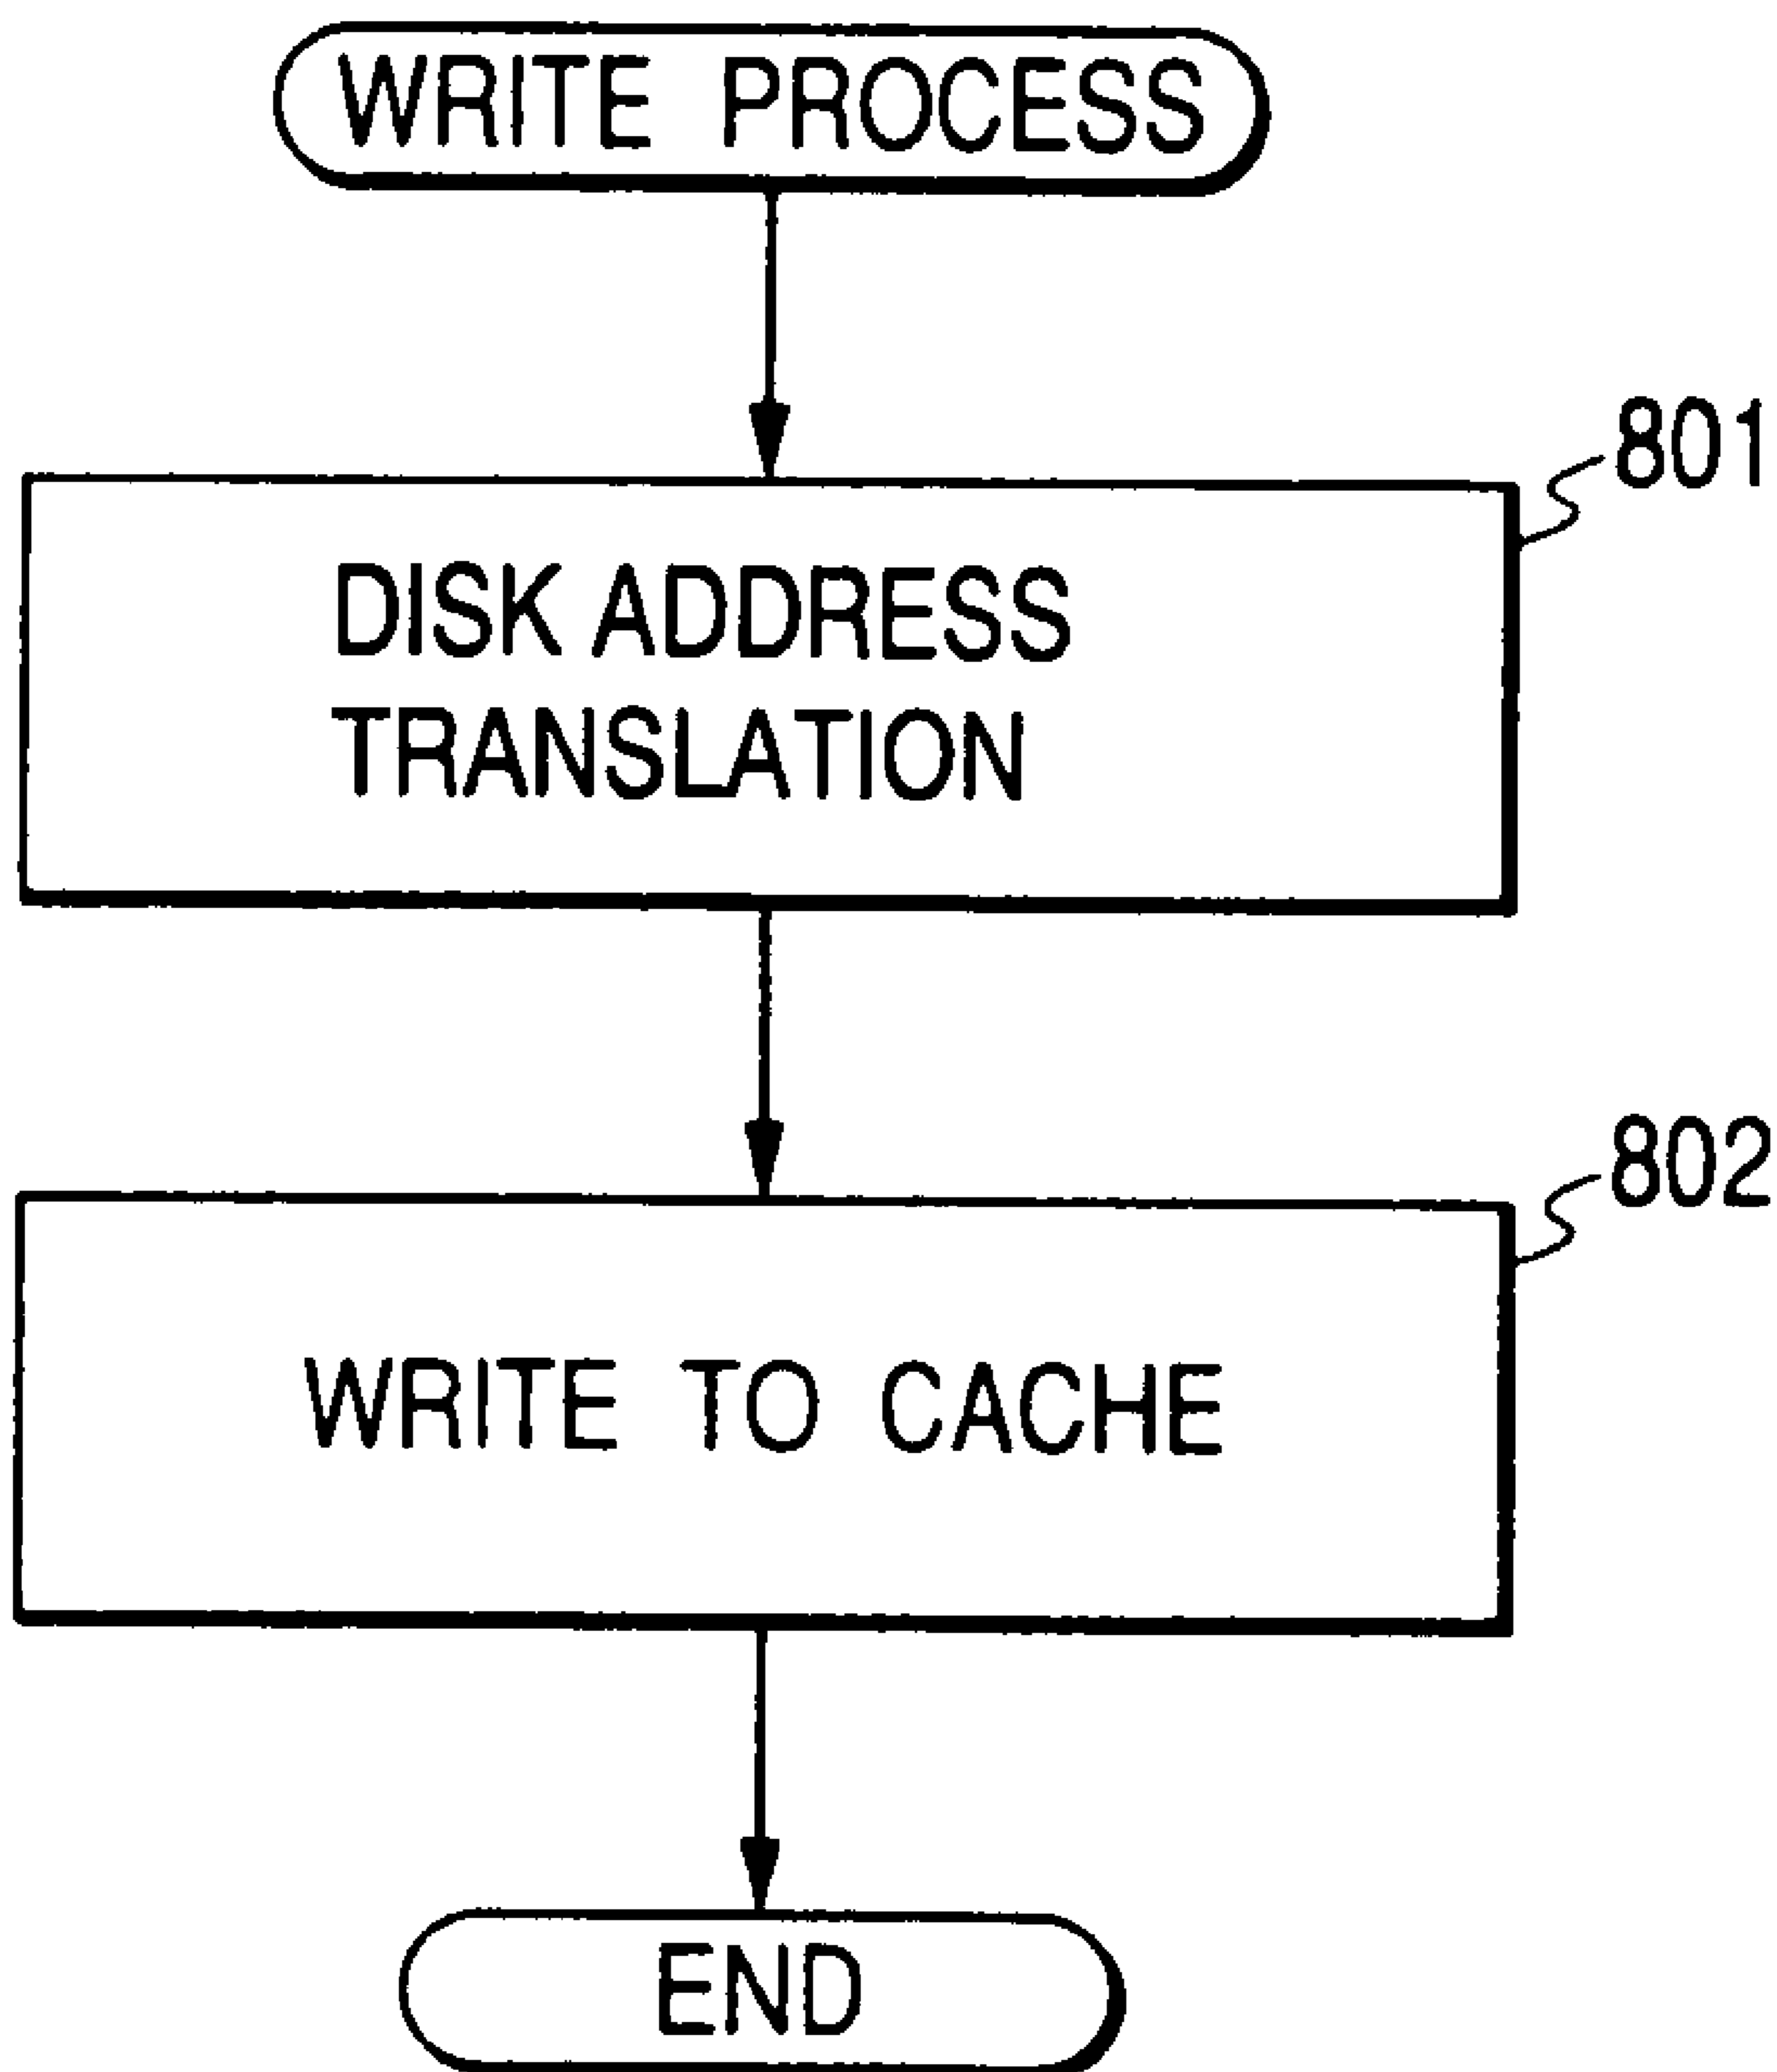 WRITE PROCESS
801
DISK ADDRESS
TRANSLATION
802
WRITE TO CACHE
END